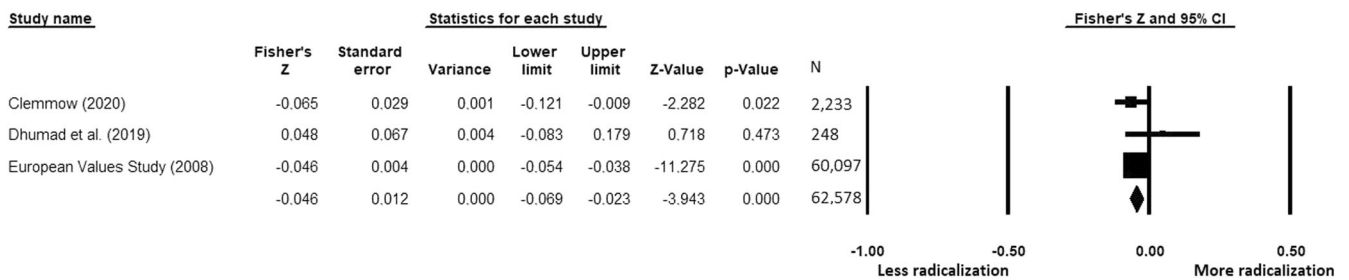 Study name Statistics for each study Fisher's Z and 95% CI
Fisher's Standard Lower Upper
Z error Variance limit limit Z-Value p-Value N
Clemmow (2020) -0.065 0.029 0.001 -0.121 -0.009 -2.282 0.022 2,233
Dhumad et al. (2019) 0.048 0.067 0.004 -0.083 0.179 0.718 0.473 248
European Values Study (2008) -0.046 0.004 0.000 -0.054 -0.038 -11.275 0.000 60,097
-0.046 0.012 0.000 -0.069 -0.023 -3.943 0.000 62,578
-1.00 -0.50 0.00 0.50
Less radicalization More radicalization